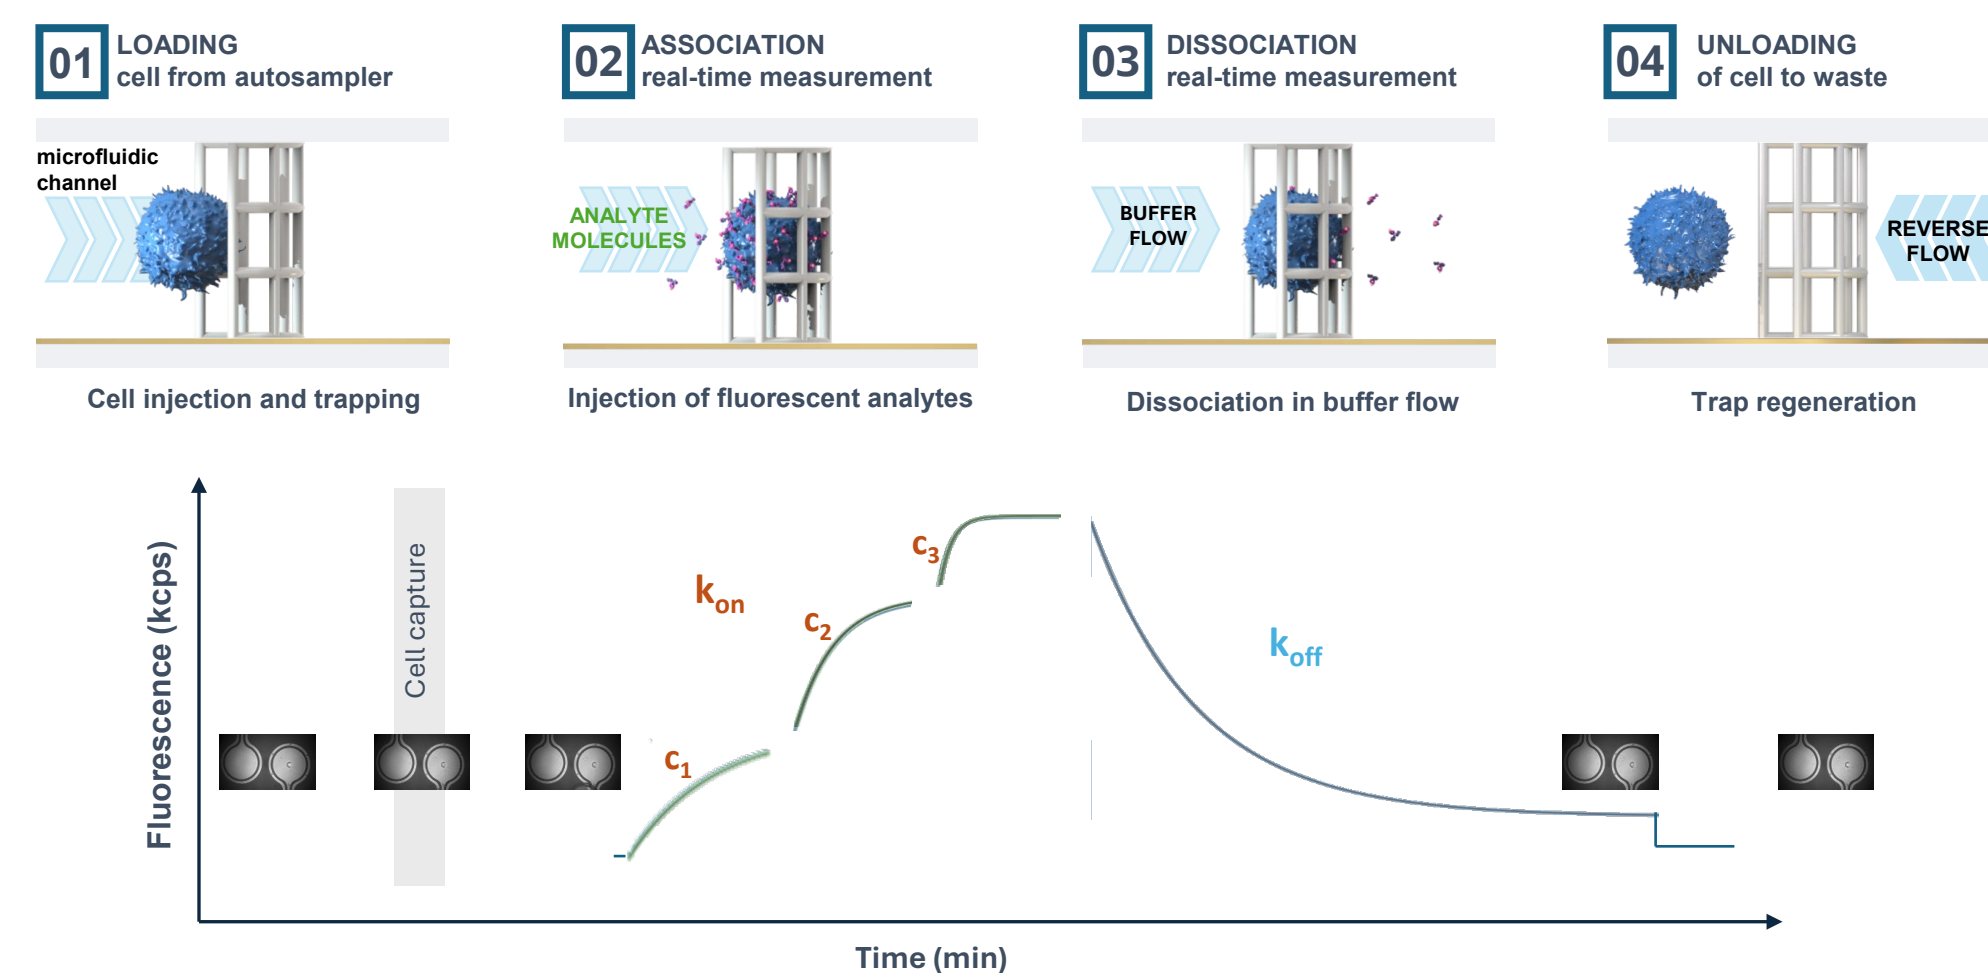 01
LOADING
cell from autosampler
02
ASSOCIATION
real-time measurement
03
DISSOCIATION
real-time measurement
04
UNLOADING
of cell to waste
microfluidic
channel
ANALYTE
MOLECULES
BUFFER
FLOW
REVERSE
FLOW
Cell injection and trapping
Injection of fluorescent analytes
Dissociation in buffer flow
Trap regeneration
Fluorescence (kcps)
Cell capture
c1
kon
c2
c3
koff
Time (min)